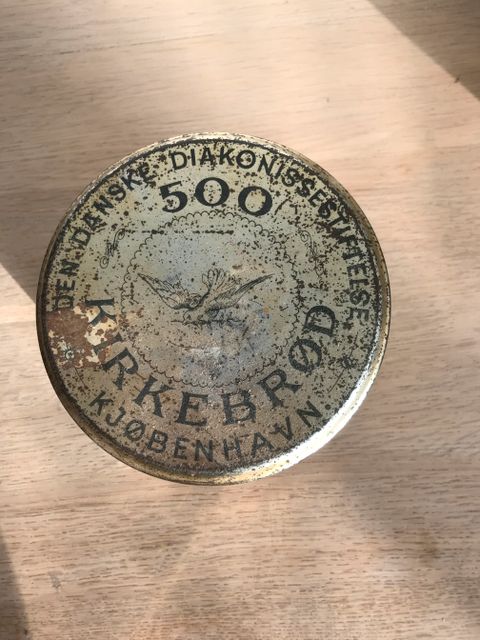 DEN DANSKE DIAKONISSESTIFTELSE
500
KIRKEBRØD
KJØBENHAVN